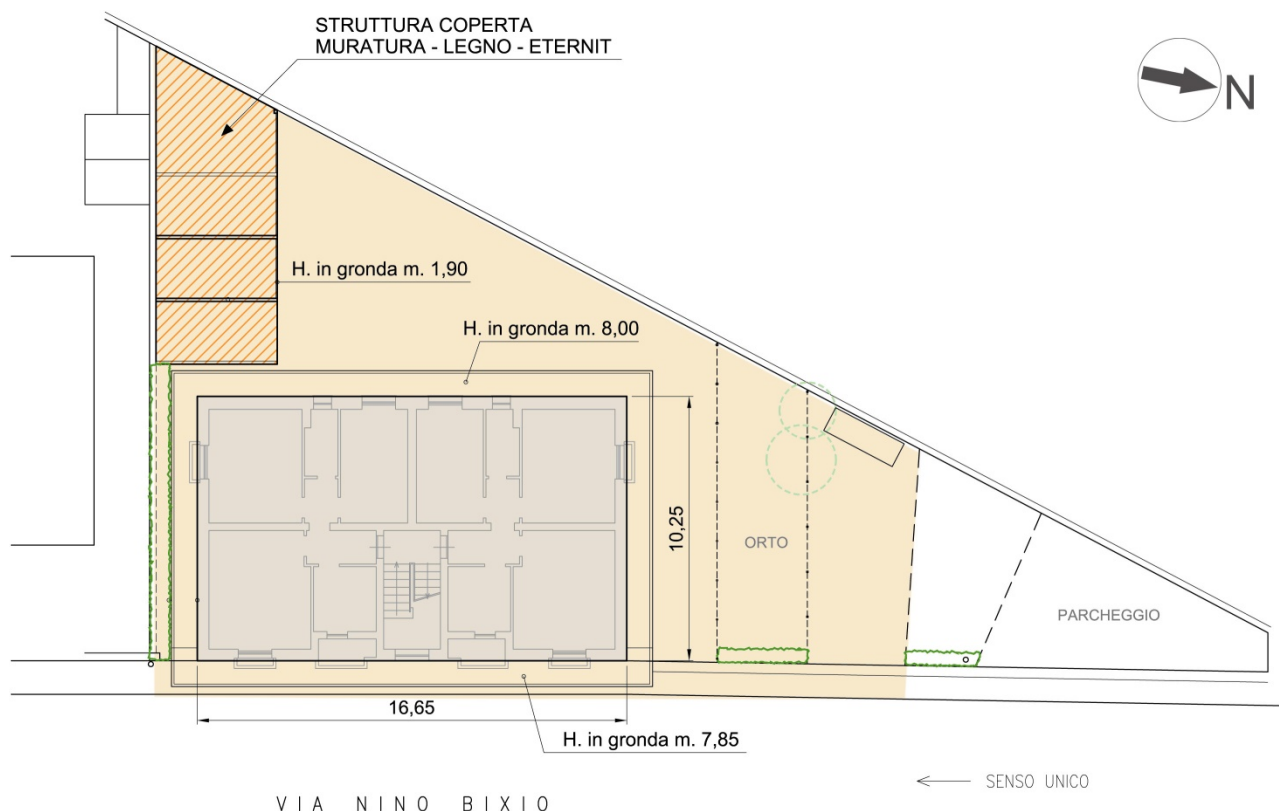 STRUTTURA COPERTA
MURATURA - LEGNO - ETERNIT
N
H. in gronda m. 1,90
H. in gronda m. 8,00
10,25
ORTO
PARCHEGGIO
16,65
H. in gronda m. 7,85
SENSO UNICO
VIA NINO BIXIO